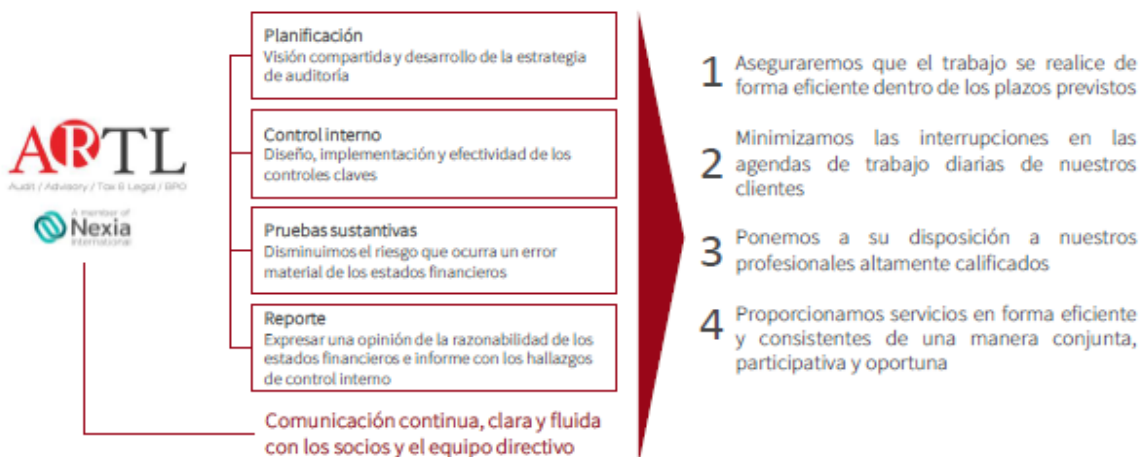 ARTL
Audit / Advisory / Tax & Legal / BPO
A member of
Nexia
International
Planificación
Visión compartida y desarrollo de la estrategia
de auditoría
Control interno
Diseño, implementación y efectividad de los
controles claves
Pruebas sustantivas
Disminuimos el riesgo que ocurra un error
material de los estados financieros
Reporte
Expresar una opinión de la razonabilidad de los
estados financieros e informe con los hallazgos
de control interno
Comunicación continua, clara y fluida
con los socios y el equipo directivo
1 Aseguraremos que el trabajo se realice de
forma eficiente dentro de los plazos previstos
2 Minimizamos las interrupciones en las
agendas de trabajo diarias de nuestros
clientes
3 Ponemos a su disposición a nuestros
profesionales altamente calificados
4 Proporcionamos servicios en forma eficiente
y consistentes de una manera conjunta,
participativa y oportuna